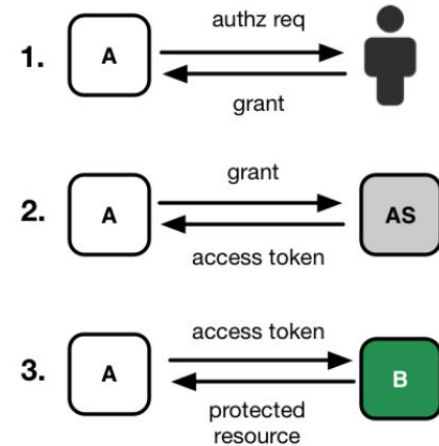 authz req
1.
A
grant
grant
2.
A
AS
access token
access token
3.
A
B
protected
resource